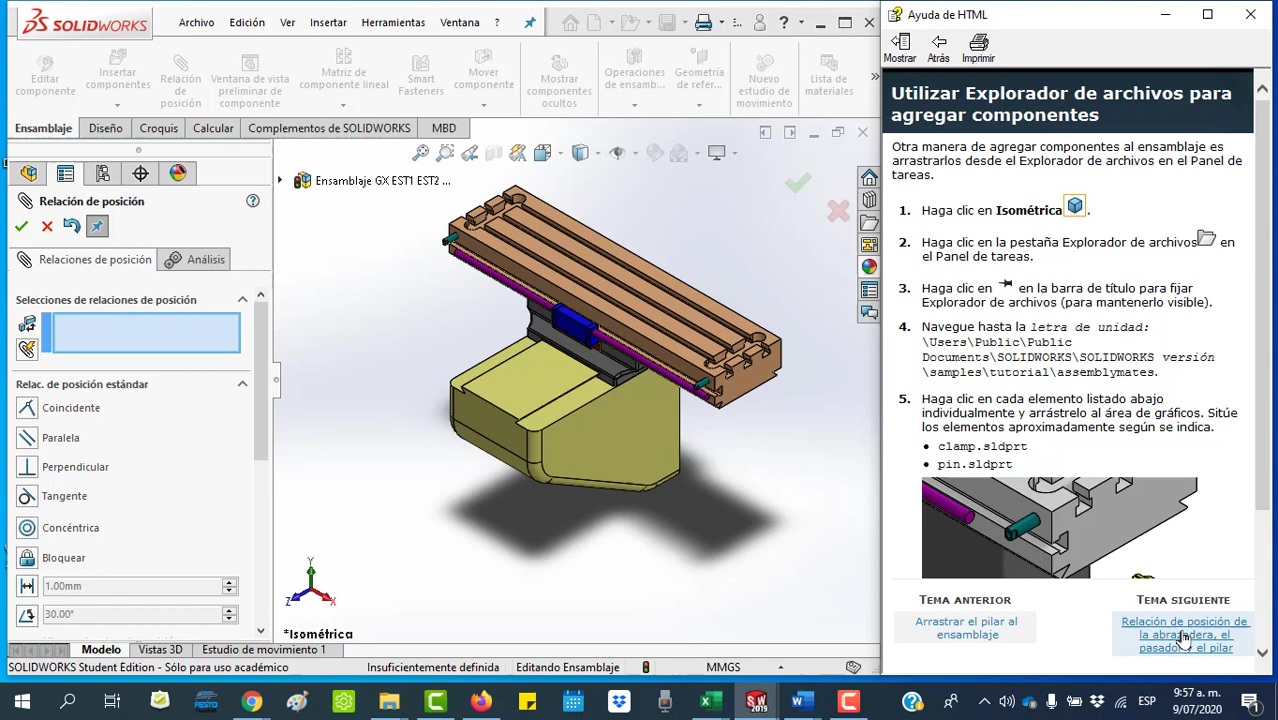 SOLIDWORKS
Archivo Edición Ver Insertar Herramientas Ventana ?
Editar componente
Insertar componentes
Relación de posición
Ventana de vista preliminar de componente
Matriz de componente lineal
Smart Fasteners
Mover componente
Mostrar componentes ocultos
Operaciones de ensamb...
Geometría de refer...
Nuevo estudio de movimiento
Lista de materiales
Ensamblaje Diseño Croquis Calcular Complementos de SOLIDWORKS MBD
Ensamblaje GX EST1 EST2 ...
Relación de posición
Relaciones de posición Análisis
Selecciones de relaciones de posición
Relac. de posición estándar
Coincidente
Paralela
Perpendicular
Tangente
Concéntrica
Bloquear
1.00mm
30.00°
Y
Z
X
*Isométrica
Modelo Vistas 3D Estudio de movimiento 1
SOLIDWORKS Student Edition - Sólo para uso académico Insuficientemente definida Editando Ensamblaje MMGS
Ayuda de HTML
Mostrar Atrás Imprimir
Utilizar Explorador de archivos para
agregar componentes
Otra manera de agregar componentes al ensamblaje es
arrastrarlos desde el Explorador de archivos en el Panel de
tareas.
1. Haga clic en Isométrica .
2. Haga clic en la pestaña Explorador de archivos en
el Panel de tareas.
3. Haga clic en en la barra de título para fijar
Explorador de archivos (para mantenerlo visible).
4. Navegue hasta la letra de unidad:
\Users\Public\Public
Documents\SOLIDWORKS\SOLIDWORKS versión
\samples\tutorial\assemblymates.
5. Haga clic en cada elemento listado abajo
individualmente y arrástrelo al área de gráficos. Sitúe
los elementos aproximadamente según se indica.
• clamp.sldprt
• pin.sldprt
TEMA ANTERIOR
Arrastrar el pilar al
ensamblaje
TEMA SIGUIENTE
Relación de posición de
la abrazadera, el
pasador y el pilar
FESTO
SW
2019
ESP
9:57 a. m.
9/07/2020